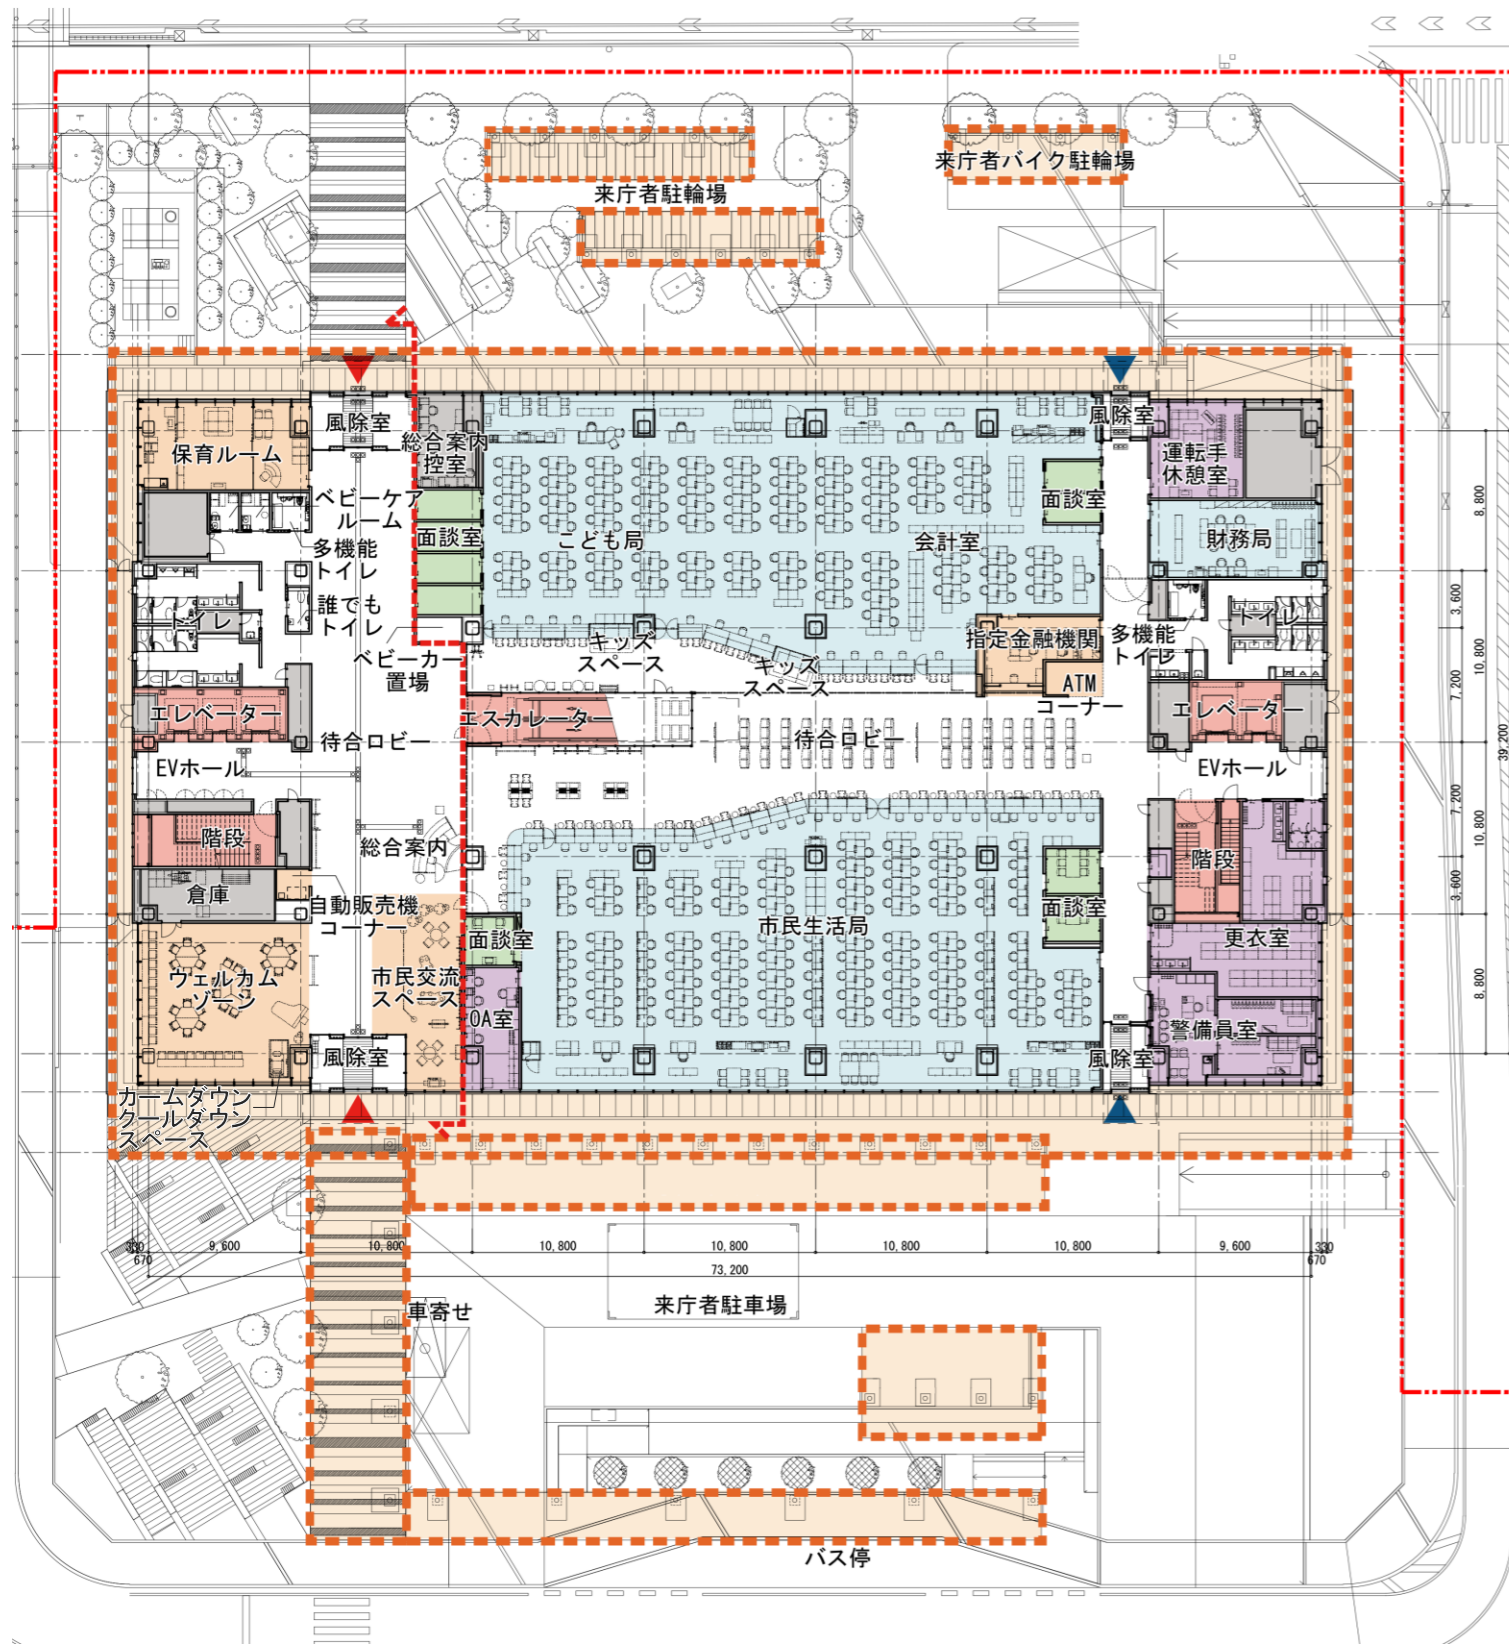 来庁者バイク駐輪場
来庁者駐輪場
風除室
総合案内
控室
保育ルーム
ベビーケア
ルーム
多機能
トイレ
誰でも
トイレ
トイレ
面談室
ベビーカー
置場
こども局
会計室
面談室
キッズ
スペース
キッズ
スペース
指定金融機関
ATM
コーナー
風除室
運転手
休憩室
財務局
多機能
トイレ
トイレ
エレベーター
待合ロビー
EVホール
エスカレーター
待合ロビー
エレベーター
EVホール
階段
総合案内
倉庫
自動販売機
コーナー
ウェルカム
ゾーン
市民交流
スペース
面談室
OA室
市民生活局
面談室
階段
更衣室
警備員室
風除室
風除室
カームダウン
クールダウン
スペース
8,800
3,600
10,800
7,200
39,200
7,200
10,800
3,600
8,800
330
670
9,600
10,800
10,800
10,800
10,800
10,800
9,600
330
670
73,200
車寄せ
来庁者駐車場
バス停